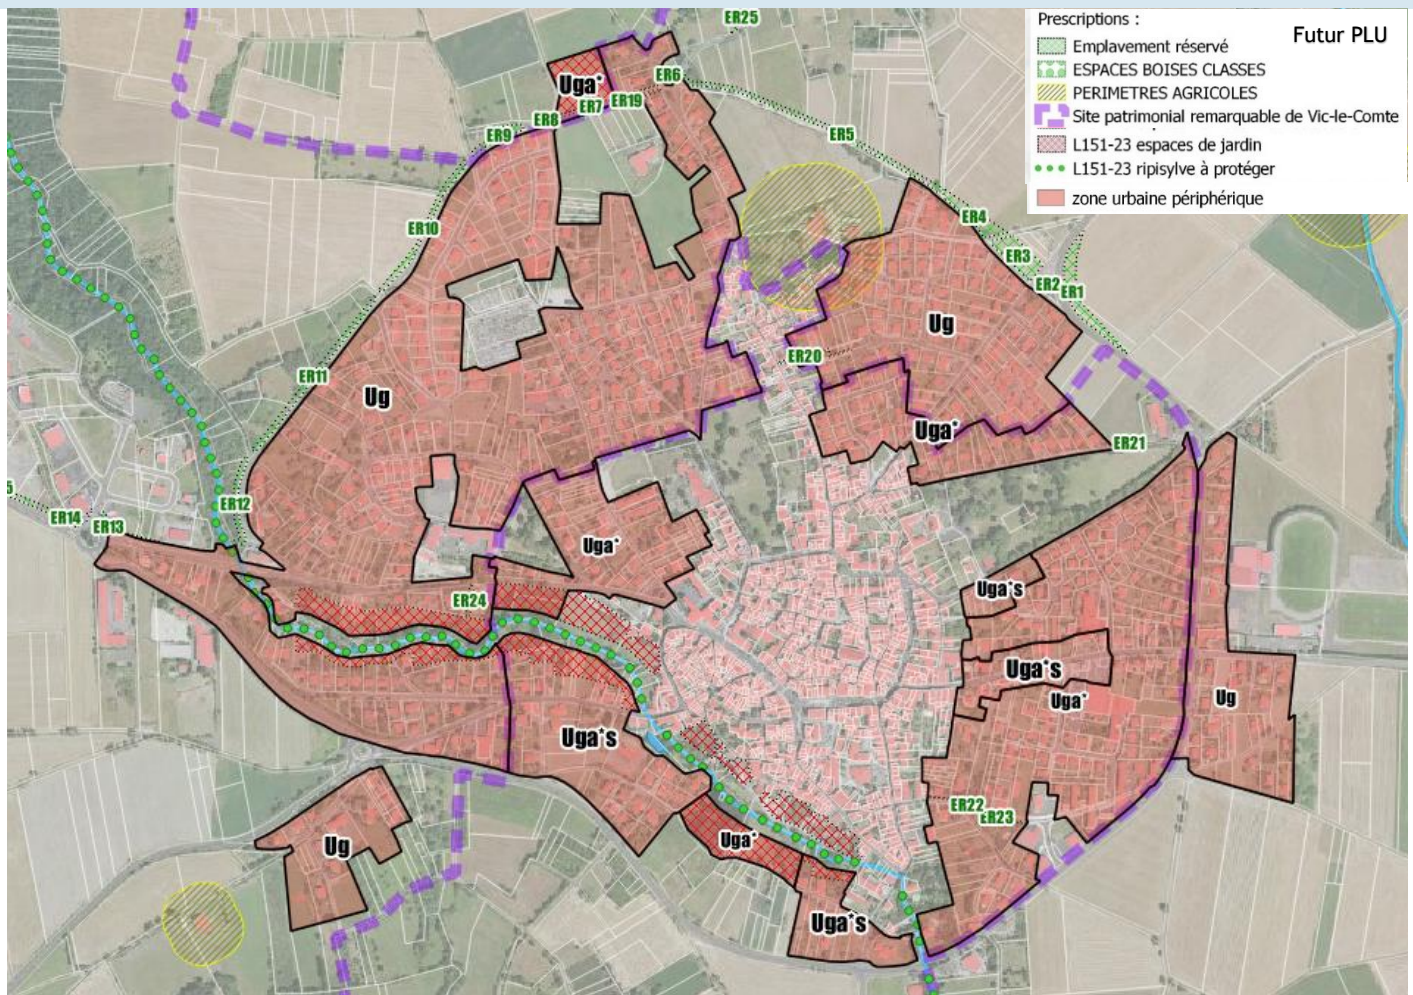 Prescriptions :
Futur PLU
Emplavement réservé
ESPACES BOISES CLASSES
PERIMETRES AGRICOLES
Site patrimonial remarquable de Vic-le-Comte
L151-23 espaces de jardin
L151-23 ripisylve à protéger
zone urbaine périphérique
ER25
ER6
Uga*
ER7
ER19
ER8
ER9
ER5
ER10
ER4
ER3
ER2
ER1
Ug
ER20
ER11
Ug
Uga*
ER21
5
ER12
ER14
ER13
Uga*
Uga*s
ER24
Uga*s
Uga*
Ug
Uga*s
ER22
ER23
Ug
Uga*
Uga*s